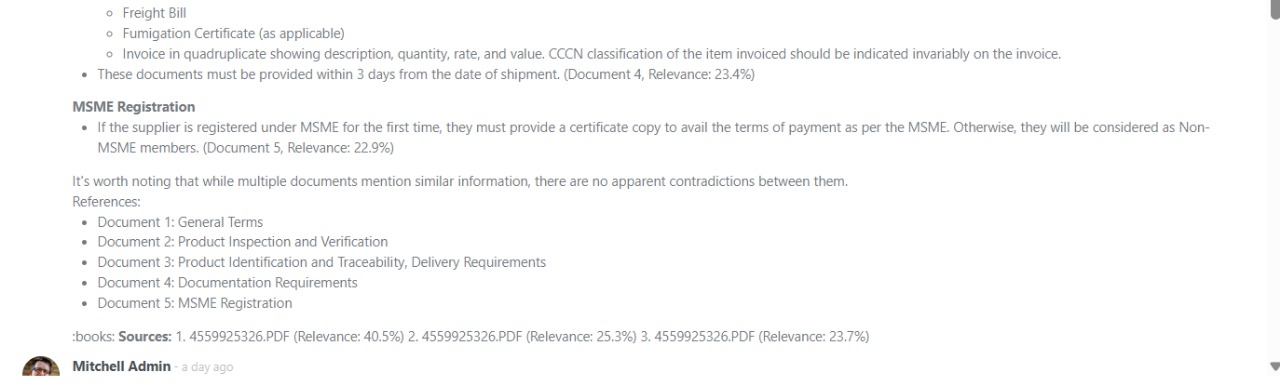 Freight Bill
Fumigation Certificate (as applicable)
Invoice in quadruplicate showing description, quantity, rate, and value. CCCN classification of the item invoiced should be indicated invariably on the invoice.
These documents must be provided within 3 days from the date of shipment. (Document 4, Relevance: 23.4%)
MSME Registration
If the supplier is registered under MSME for the first time, they must provide a certificate copy to avail the terms of payment as per the MSME. Otherwise, they will be considered as Non-
MSME members. (Document 5, Relevance: 22.9%)
It's worth noting that while multiple documents mention similar information, there are no apparent contradictions between them.
References:
Document 1: General Terms
Document 2: Product Inspection and Verification
Document 3: Product Identification and Traceability, Delivery Requirements
Document 4: Documentation Requirements
Document 5: MSME Registration
:books: Sources: 1. 4559925326.PDF (Relevance: 40.5%) 2. 4559925326.PDF (Relevance: 25.3%) 3. 4559925326.PDF (Relevance: 23.7%)
Mitchell Admin - a day ago